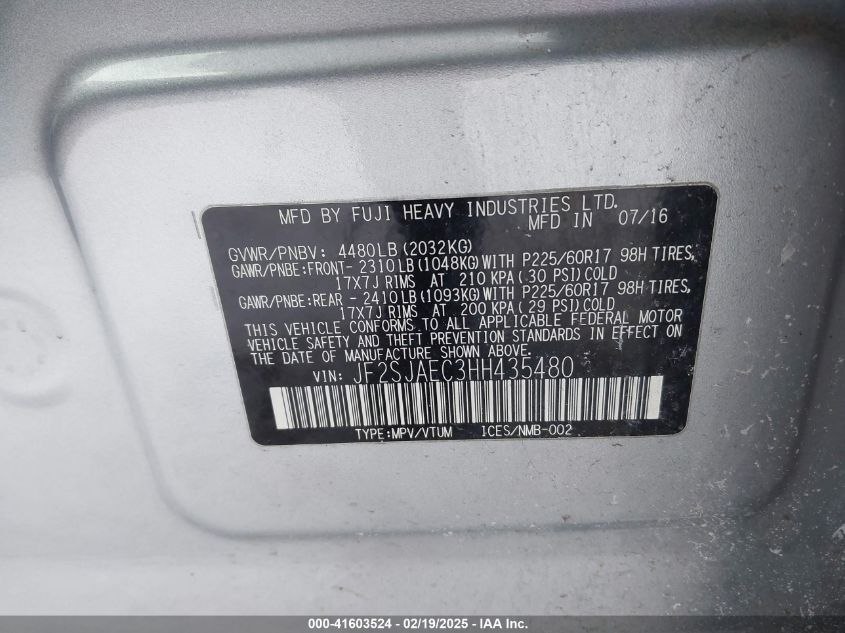 MFD BY FUJI HEAVY INDUSTRIES LTD.
MFD IN 07/16
GVWR/PNBV: 4480LB(2032KG)
GAWR/PNBE:FRONT- 2310LB(1048KG)WITH P225/60R17 98H TIRES,
17X7J RIMS AT 210 KPA(30 PSI)COLD
GAWR/PNBE:REAR - 2410LB(1093KG)WITH P225/60R17 98H TIRES,
17X7J RIMS AT 200 KPA(29 PSI)COLD
THIS VEHICLE CONFORMS TO ALL APPLICABLE FEDERAL MOTOR
VEHICLE SAFETY AND THEFT PREVENTION STANDARDS IN EFFECT ON
THE DATE OF MANUFACTURE SHOWN ABOVE.
VIN: JF2SJAEC3HH435480
TYPE:MPV/VTUM ICES/NMB-002
000-41603524 - 02/19/2025 - IAA Inc.